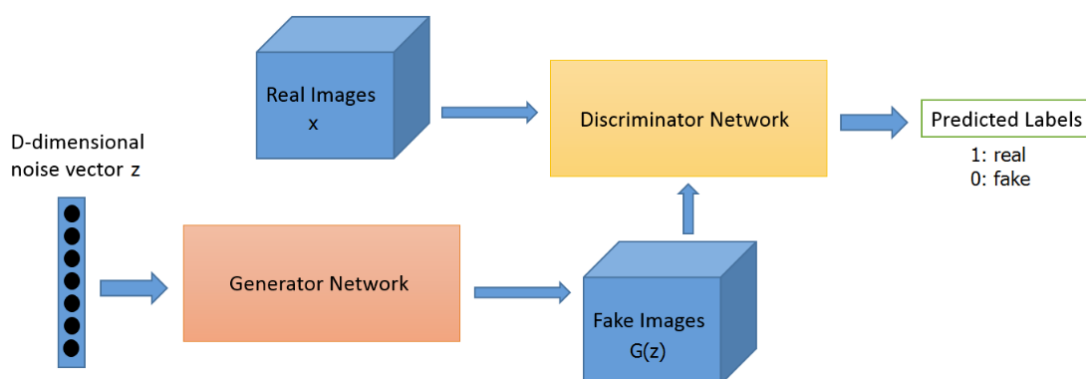 Real Images
x
Discriminator Network
Predicted Labels
1: real
0: fake
D-dimensional
noise vector z
Generator Network
Fake Images
G(z)